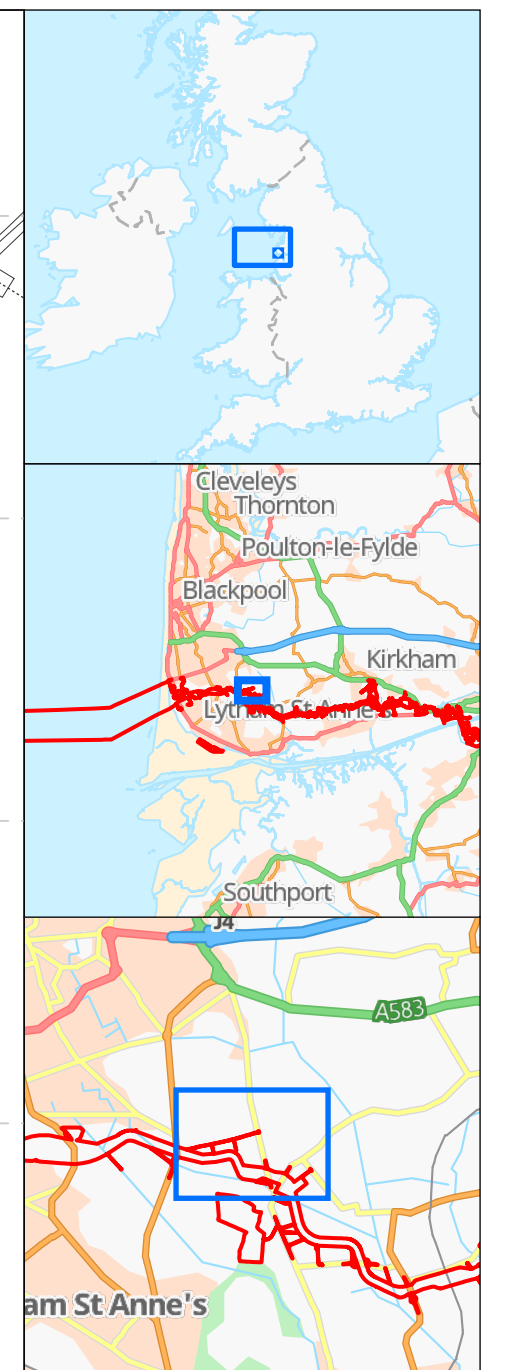 Cleveleys
Thornton
Poulton-le-Fylde
Blackpool
Kirkham
Lytham St Anne's
Southport
J4
A583
am St Anne's